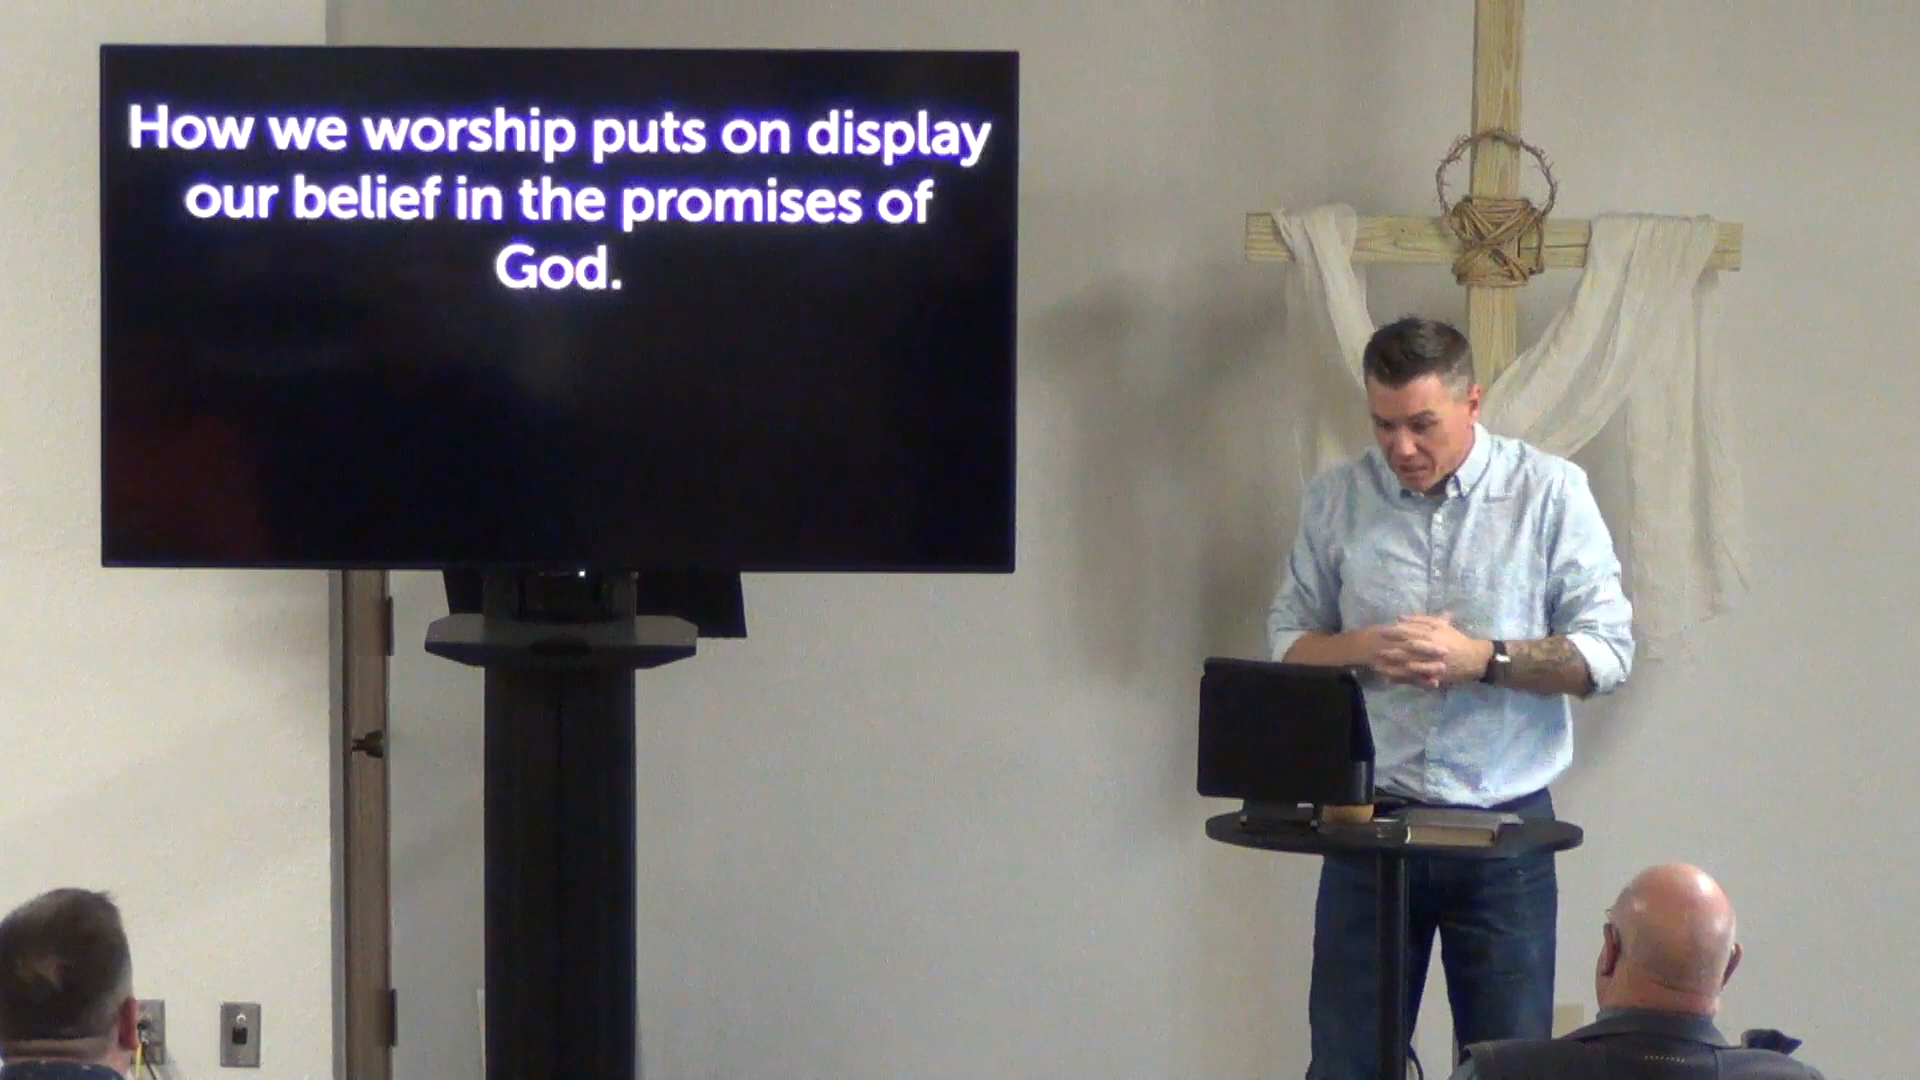 How we worship puts on display
our belief in the promises of
God.